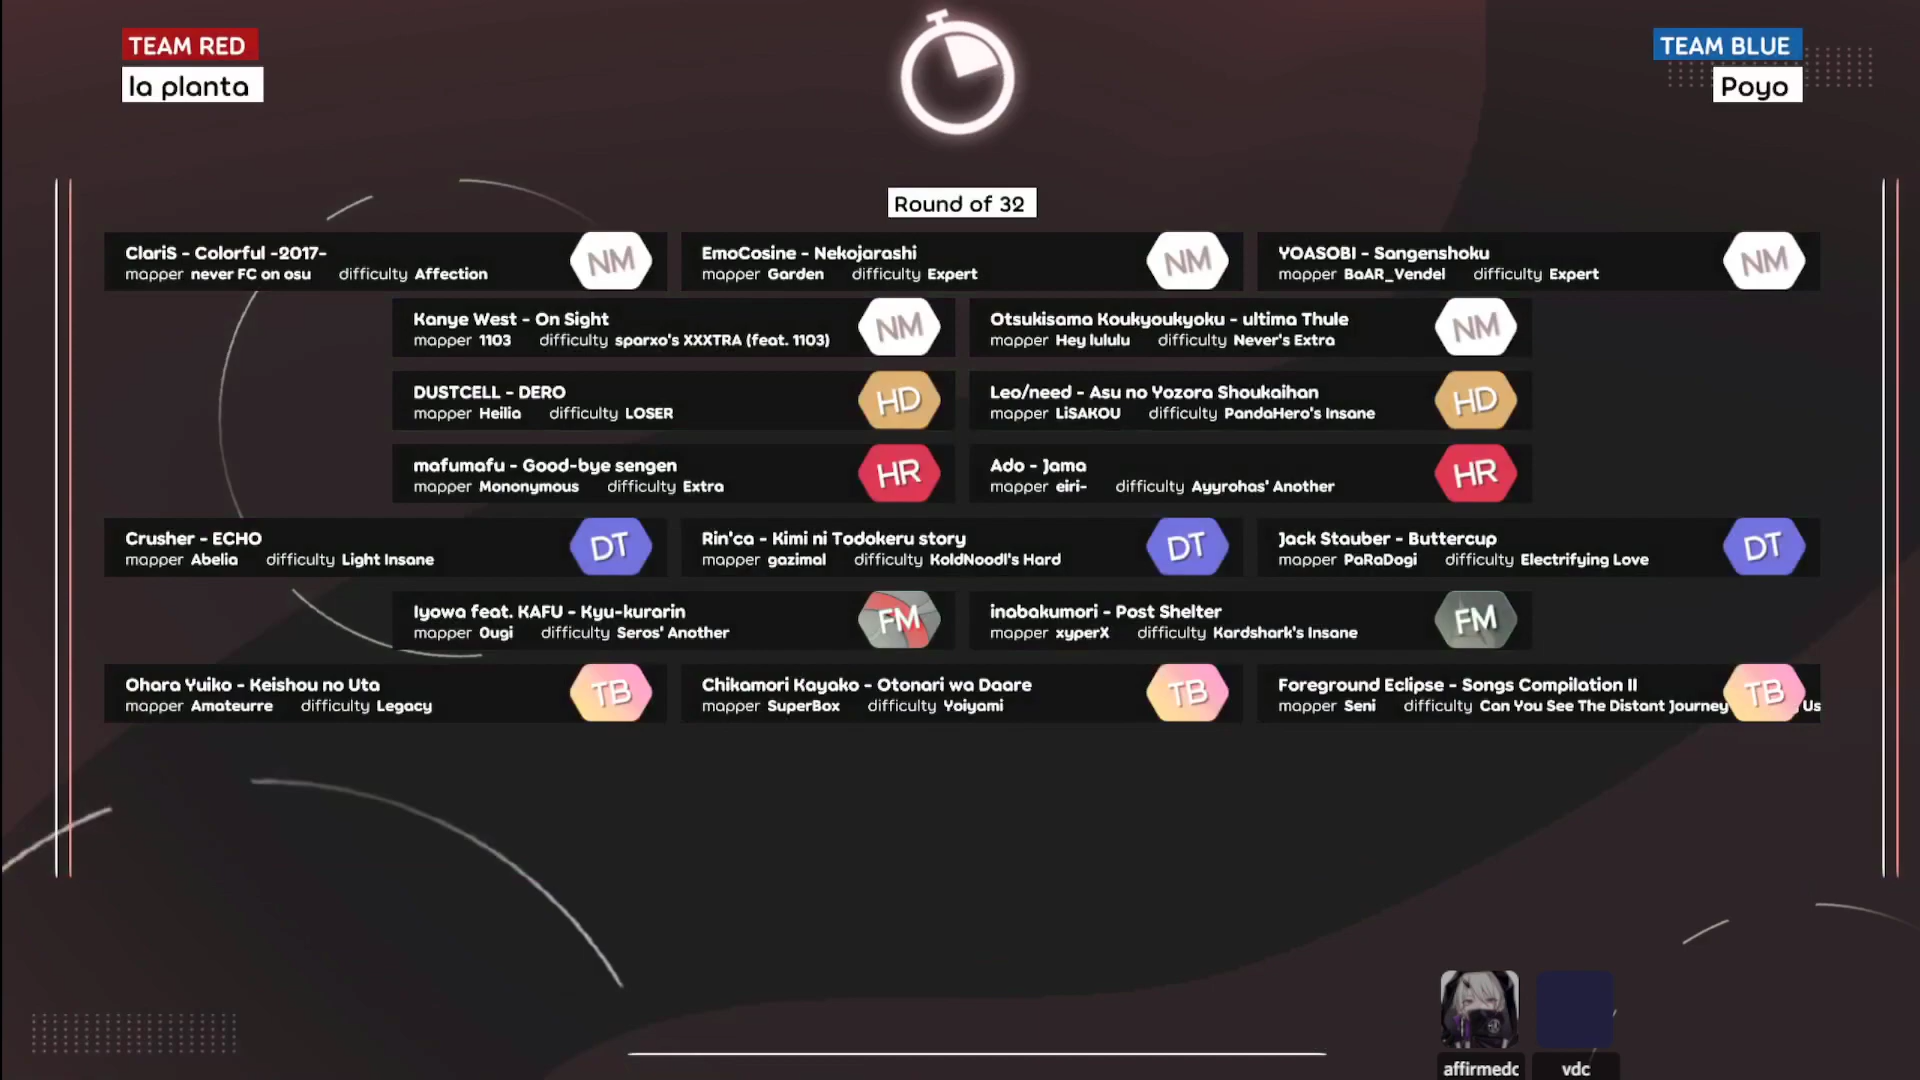 TEAM RED
la planta
TEAM BLUE
Poyo
Round of 32
ClariS - Colorful -2017-
mapper never FC on osu difficulty Affection
NM
EmoCosine - Nekojarashi
mapper Garden difficulty Expert
NM
YOASOBI - Sangenshoku
mapper BaAR_Vendel difficulty Expert
NM
Kanye West - On Sight
mapper 1103 difficulty sparxo's XXXTRA (feat. 1103)
NM
Otsukisama Koukyoukyoku - ultima Thule
mapper Hey lululu difficulty Never's Extra
NM
DUSTCELL - DERO
mapper Heilia difficulty LOSER
HD
Leo/need - Asu no Yozora Shoukaihan
mapper LiSAKOU difficulty PandaHero's Insane
HD
mafumafu - Good-bye sengen
mapper Mononymous difficulty Extra
HR
Ado - Jama
mapper eiri- difficulty Ayyrohas' Another
HR
Crusher - ECHO
mapper Abelia difficulty Light Insane
DT
Rin'ca - Kimi ni Todokeru story
mapper gazimal difficulty KoldNoodl's Hard
DT
Jack Stauber - Buttercup
mapper PaRaDogi difficulty Electrifying Love
DT
Iyowa feat. KAFU - Kyu-kurarin
mapper Ougi difficulty Seros' Another
FM
inabakumori - Post Shelter
mapper xyperX difficulty Kardshark's Insane
FM
Ohara Yuiko - Keishou no Uta
mapper Amateurre difficulty Legacy
TB
Chikamori Kayako - Otonari wa Daare
mapper SuperBox difficulty Yoiyami
TB
Foreground Eclipse - Songs Compilation II
mapper Seni difficulty Can You See The Distant Journey Us
TB
affirmedc
vdc